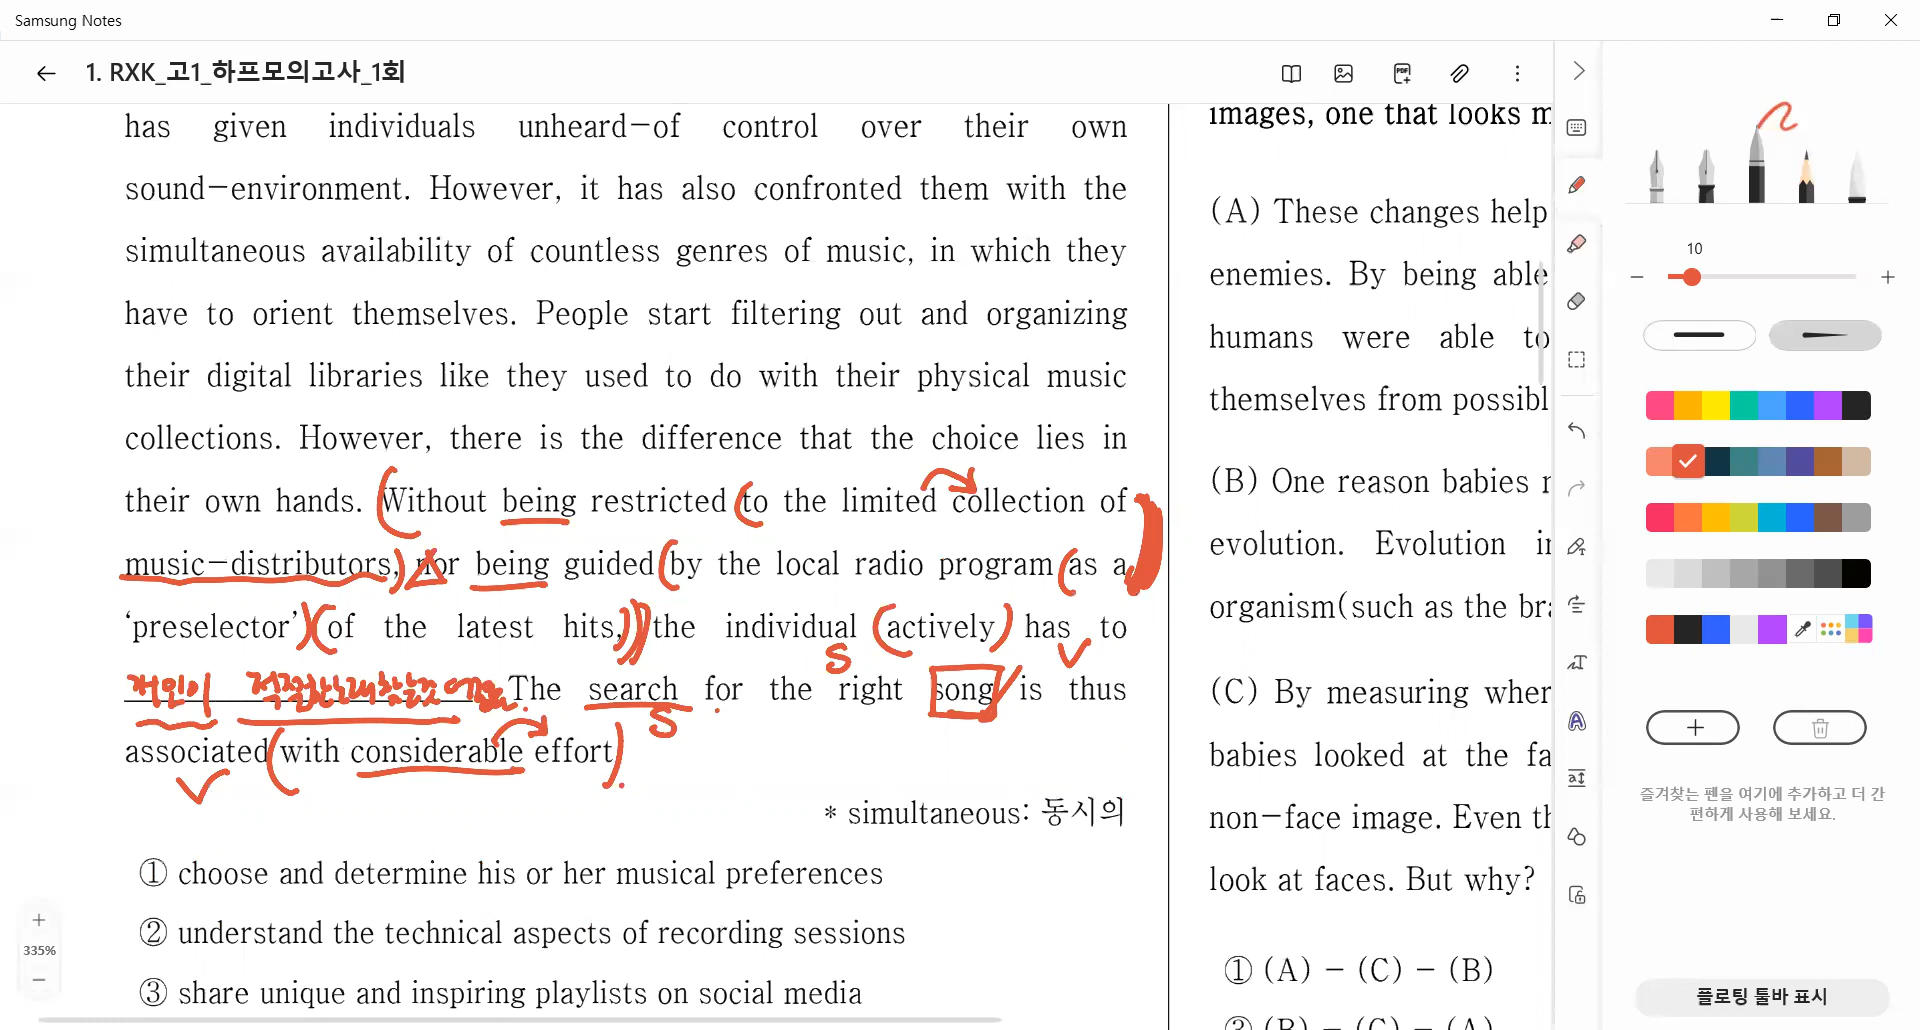 Samsung Notes
1. RXK_고1_하프모의고사_1회
has given individuals unheard-of control over their own
sound-environment. However, it has also confronted them with the
simultaneous availability of countless genres of music, in which they
have to orient themselves. People start filtering out and organizing
their digital libraries like they used to do with their physical music
collections. However, there is the difference that the choice lies in
their own hands. Without being restricted to the limited collection of
music-distributors, nor being guided by the local radio program as a
‘preselector’ of the latest hits, the individual actively has to
S
개인이
The search for the right song is thus
S
associated with considerable effort.
* simultaneous: 동시의
① choose and determine his or her musical preferences
② understand the technical aspects of recording sessions
③ share unique and inspiring playlists on social media
images, one that looks m
(A) These changes help
enemies. By being able
humans were able to
themselves from possibl
(B) One reason babies
evolution. Evolution
organism(such as the bra
(C) By measuring wher
babies looked at the fa
non-face image. Even th
look at faces. But why?
① (A) - (C) - (B)
③ (B) - (C) - (A)
335%
10
즐겨찾는 펜을 여기에 추가하고 더 간
편하게 사용해 보세요.
플로팅 툴바 표시